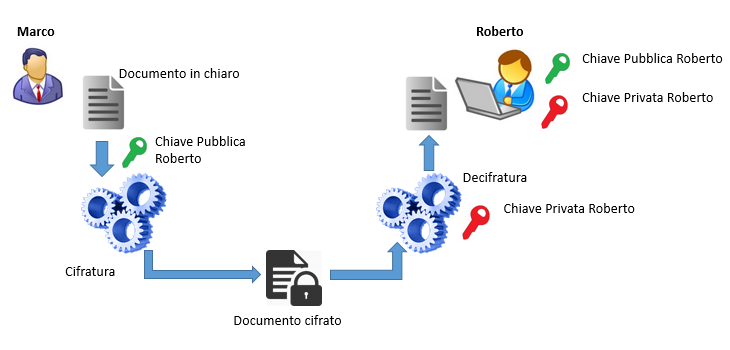 Marco
Roberto
Documento in chiaro
Chiave Pubblica Roberto
Chiave Privata Roberto
Chiave Pubblica
Roberto
Decifratura
Chiave Privata Roberto
Cifratura
Documento cifrato